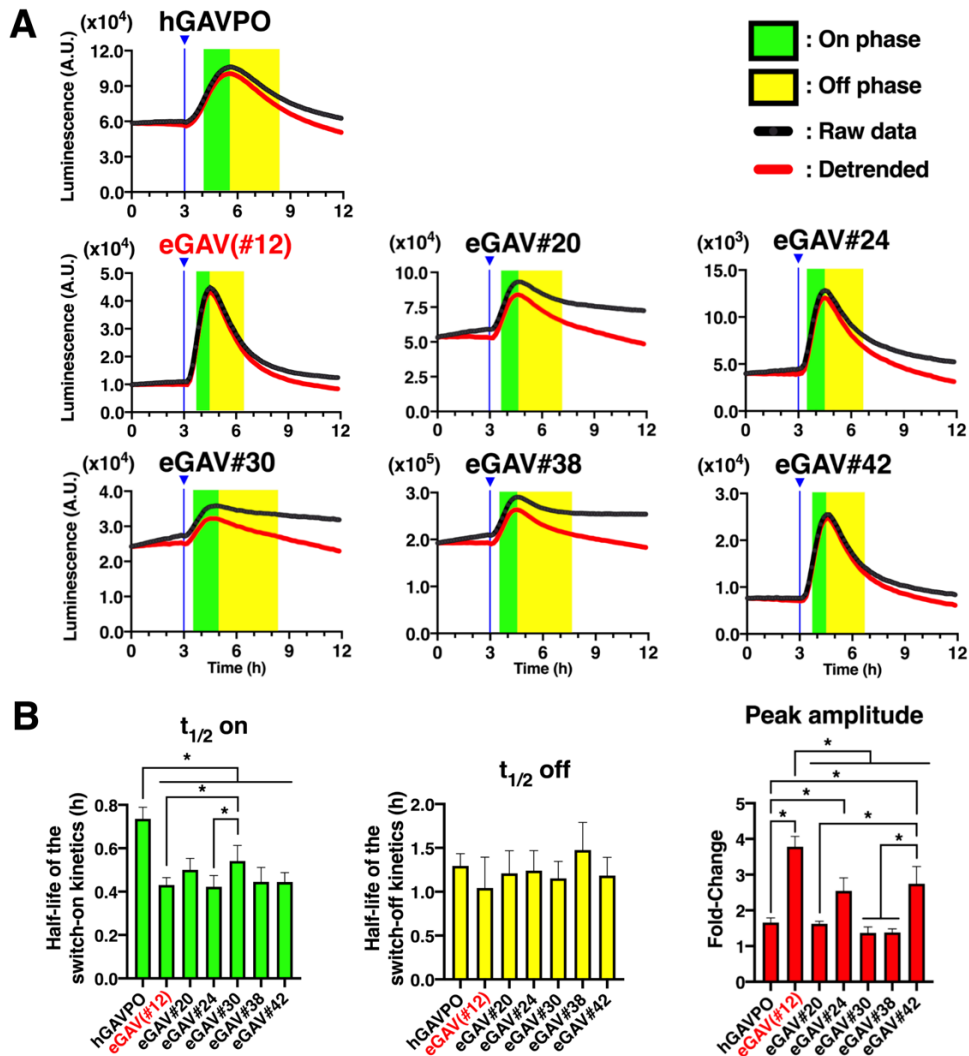 A
(x10⁴)
hGAVPO
Luminescence (A.U.)
12.0
9.0
6.0
3.0
0.0
0 3 6 9 12
: On phase
: Off phase
: Raw data
: Detrended
(x10⁴)
eGAV(#12)
Luminescence (A.U.)
5.0
4.0
3.0
2.0
1.0
0.0
0 3 6 9 12
(x10⁴)
eGAV#20
10.0
7.5
5.0
2.5
0.0
0 3 6 9 12
(x10³)
eGAV#24
15.0
10.0
5.0
0.0
0 3 6 9 12
(x10⁴)
eGAV#30
Luminescence (A.U.)
4.0
3.0
2.0
1.0
0.0
0 3 6 9 12
Time (h)
(x10⁵)
eGAV#38
3.0
2.0
1.0
0.0
0 3 6 9 12
Time (h)
(x10⁴)
eGAV#42
3.0
2.0
1.0
0.0
0 3 6 9 12
Time (h)
B
t1/2 on
*
*
*
Half-life of the
switch-on kinetics (h)
0.8
0.6
0.4
0.2
0.0
hGAVPO
eGAV(#12)
eGAV#20
eGAV#24
eGAV#30
eGAV#38
eGAV#42
t1/2 off
Half-life of the
switch-off kinetics (h)
2.0
1.5
1.0
0.5
0.0
hGAVPO
eGAV(#12)
eGAV#20
eGAV#24
eGAV#30
eGAV#38
eGAV#42
Peak amplitude
*
*
*
*
*
*
Fold-Change
5
4
3
2
1
0
hGAVPO
eGAV(#12)
eGAV#20
eGAV#24
eGAV#30
eGAV#38
eGAV#42